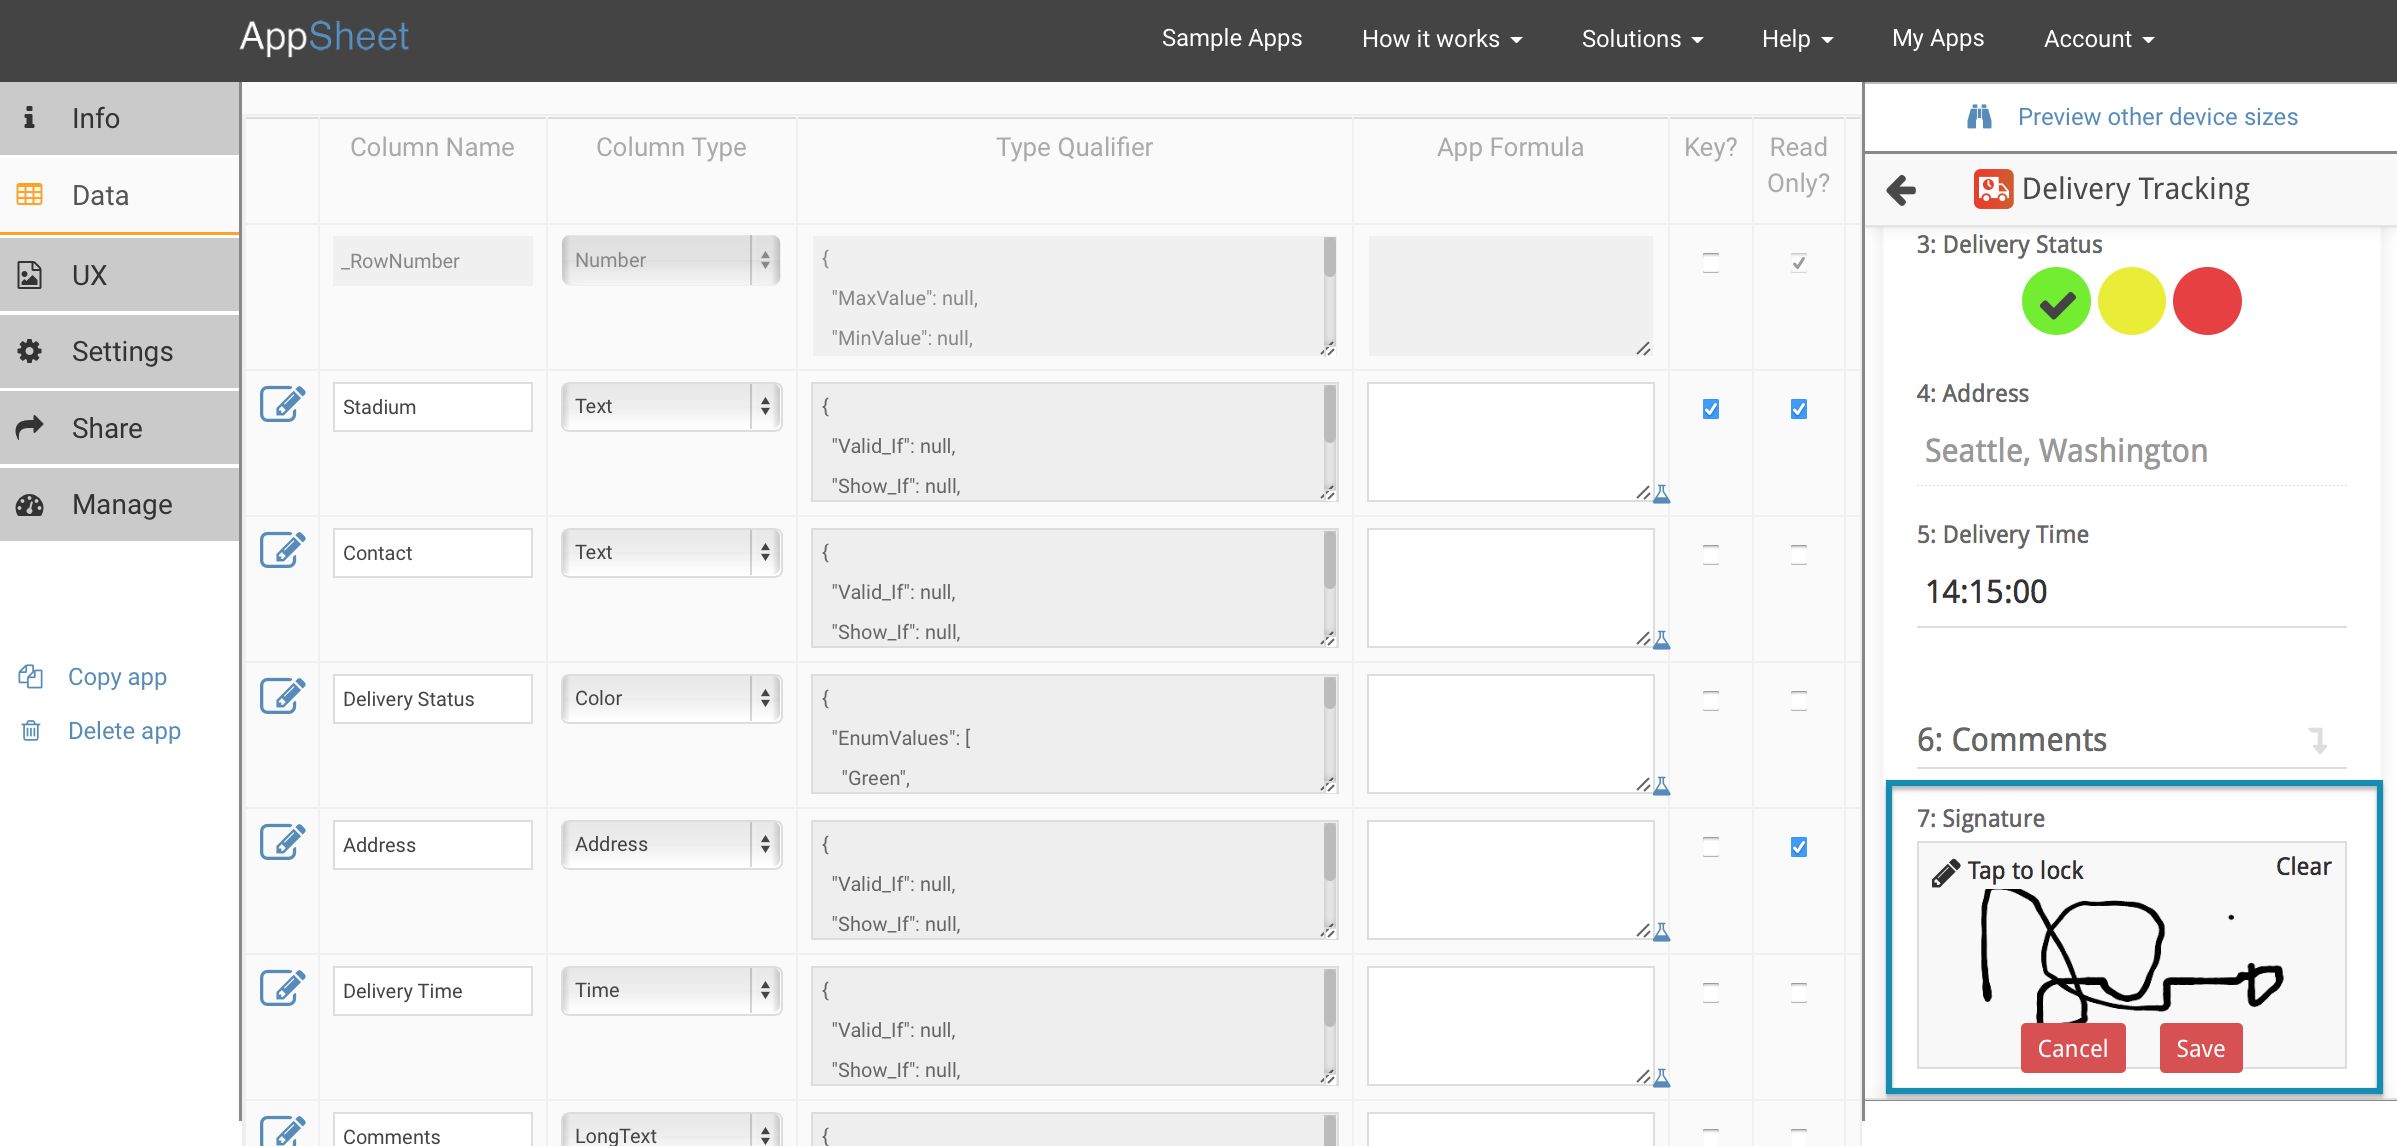 AppSheet
Sample Apps
How it works
Solutions
Help
My Apps
Account
Info
Data
UX
Settings
Share
Manage
Copy app
Delete app
Column Name
Column Type
Type Qualifier
App Formula
Key?
Read Only?
_RowNumber
Number
{
"MaxValue": null,
"MinValue": null,
Stadium
Text
{
"Valid_If": null,
"Show_If": null,
Contact
Text
{
"Valid_If": null,
"Show_If": null,
Delivery Status
Color
{
"EnumValues": [
"Green",
Address
Address
{
"Valid_If": null,
"Show_If": null,
Delivery Time
Time
{
"Valid_If": null,
"Show_If": null,
Comments
LongText
{
Preview other device sizes
Delivery Tracking
3: Delivery Status
4: Address
Seattle, Washington
5: Delivery Time
14:15:00
6: Comments
7: Signature
Tap to lock
Clear
Cancel
Save